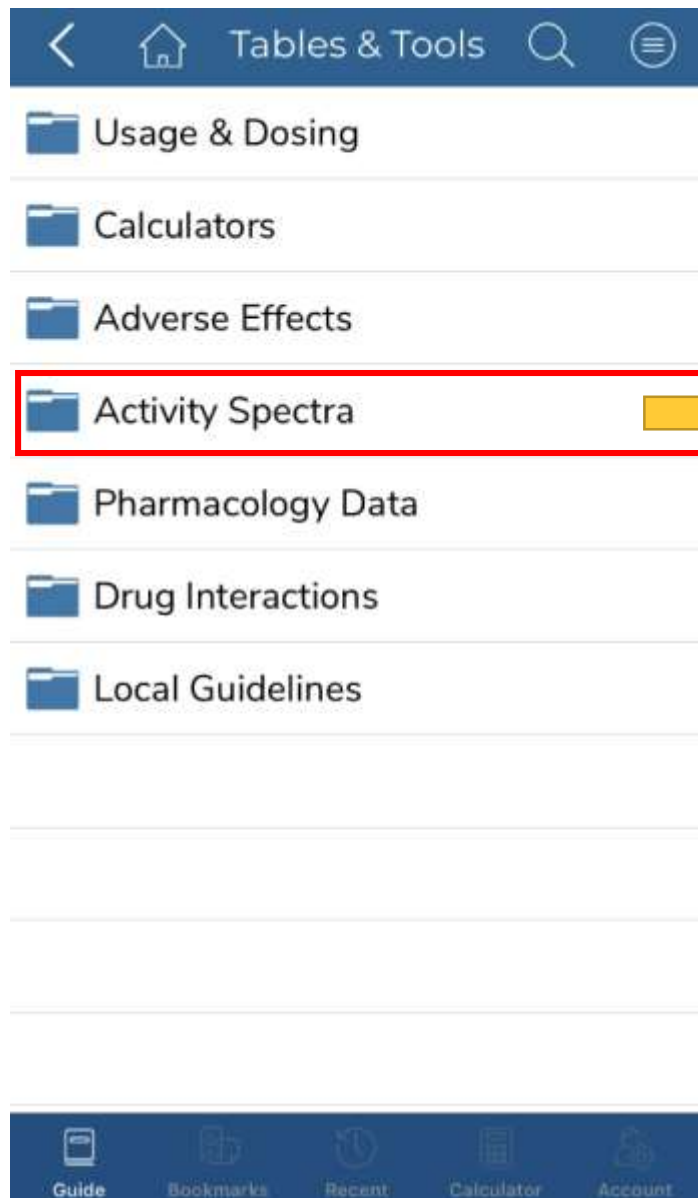 Tables & Tools
Usage & Dosing
Calculators
Adverse Effects
Activity Spectra
Pharmacology Data
Drug Interactions
Local Guidelines
Guide Bookmarks Recent Calculator Account